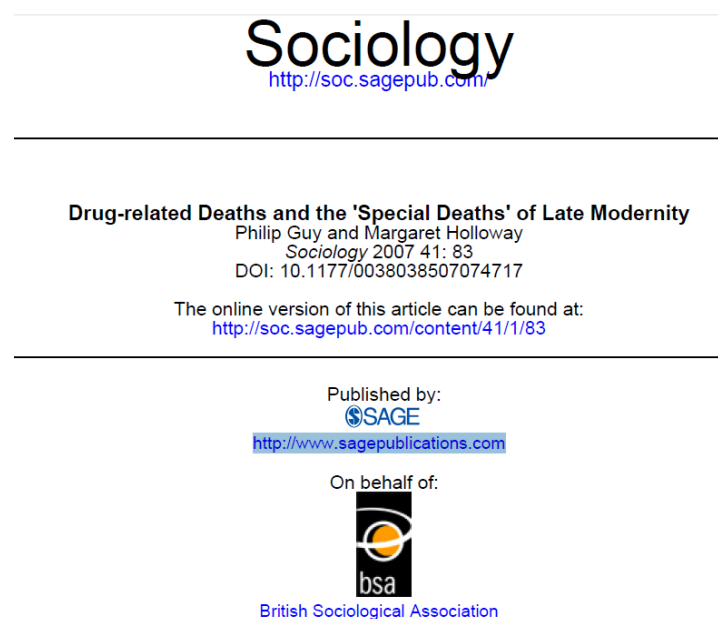 Sociology
http://soc.sagepub.com/
Drug-related Deaths and the 'Special Deaths' of Late Modernity
Philip Guy and Margaret Holloway
Sociology 2007 41: 83
DOI: 10.1177/0038038507074717
The online version of this article can be found at:
http://soc.sagepub.com/content/41/1/83
Published by:
SAGE
http://www.sagepublications.com
On behalf of:
bsa
British Sociological Association